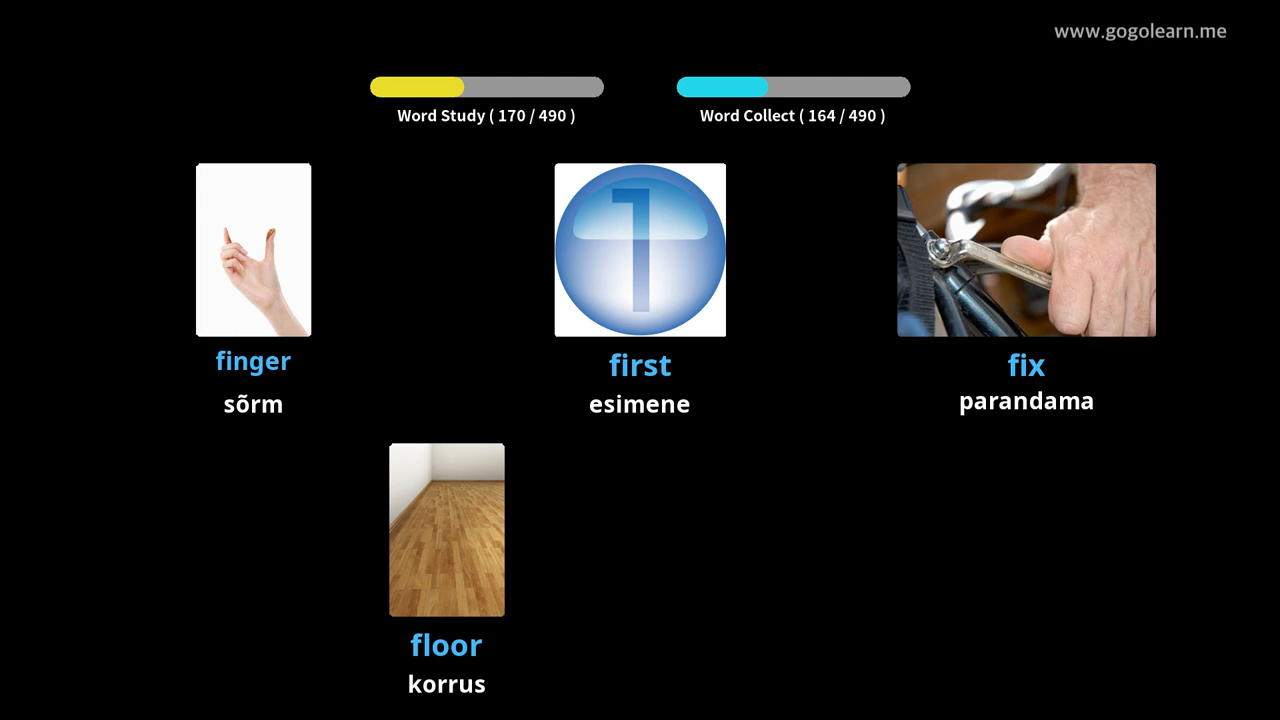 www.gogolearn.me
Word Study ( 170 / 490 )
Word Collect ( 164 / 490 )
1
finger
first
fix
sõrm
esimene
parandama
floor
korrus